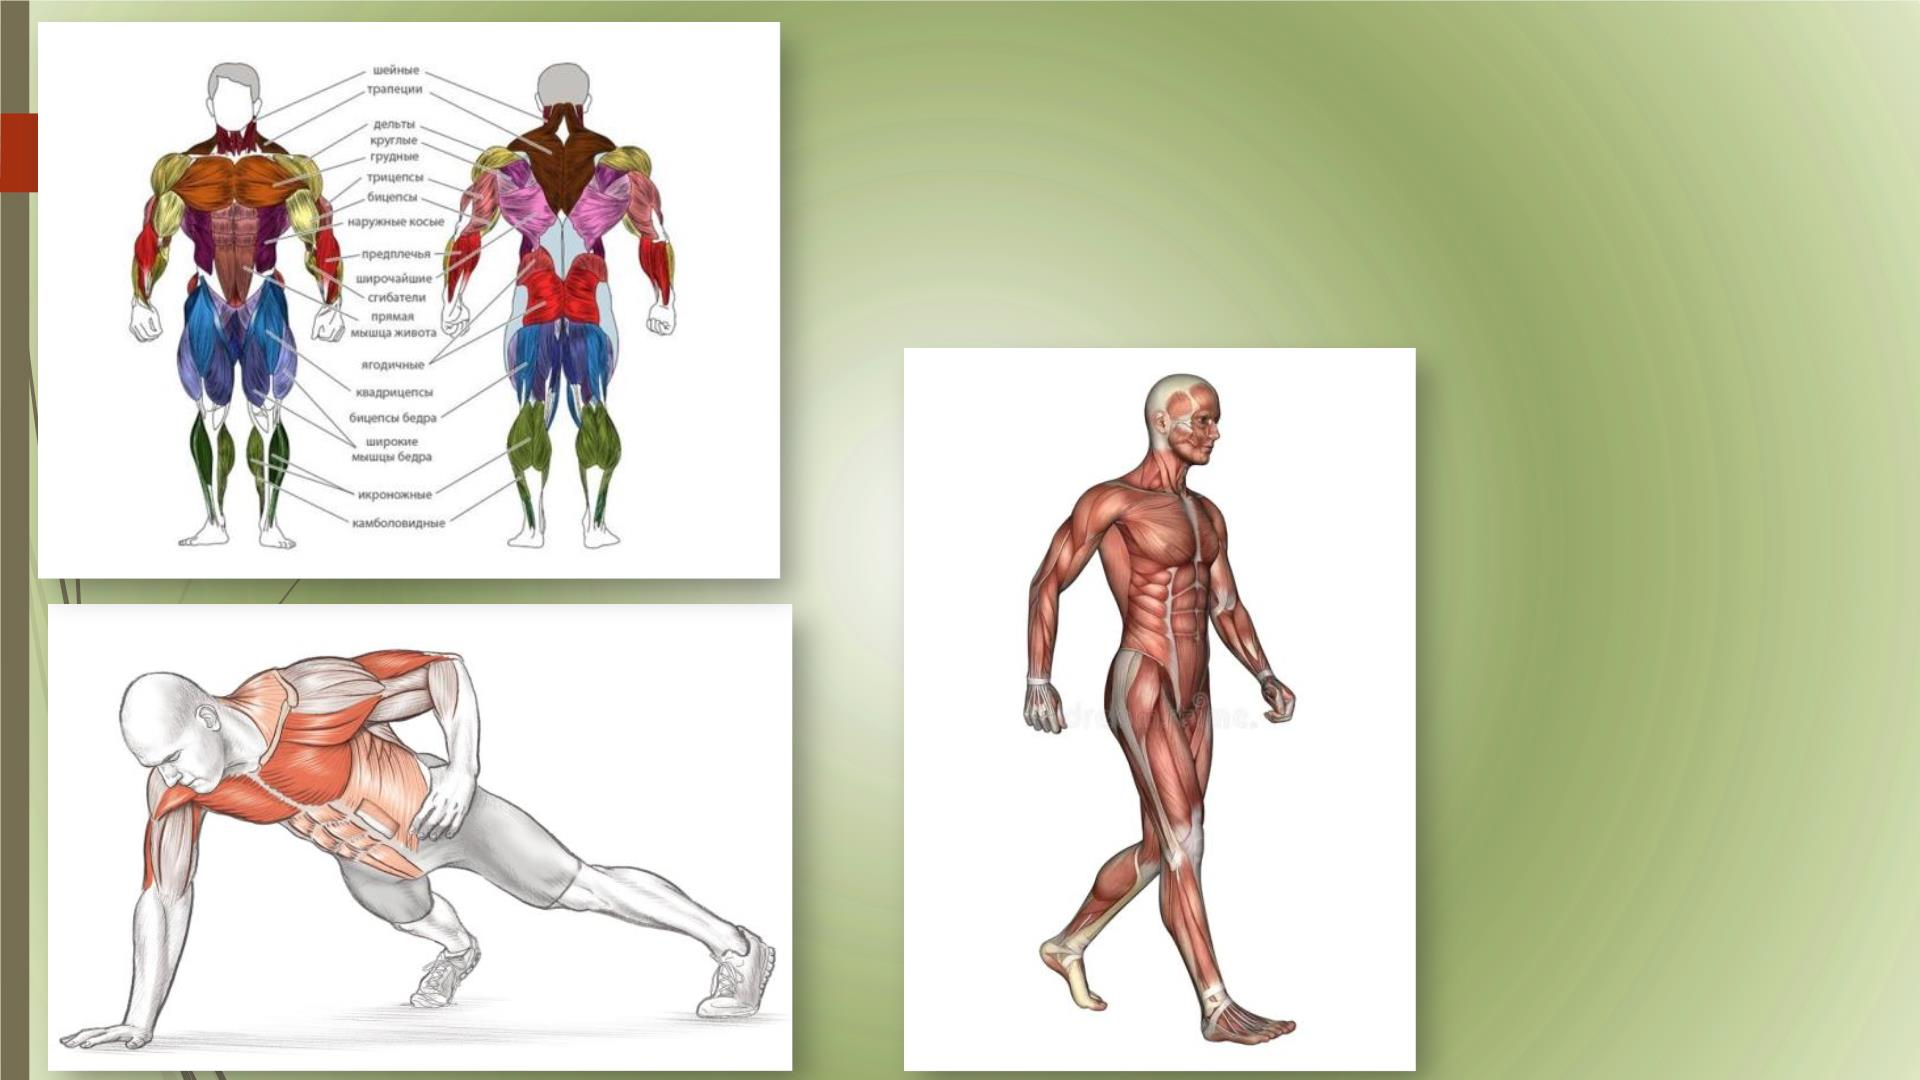 шейные
трапеции
дельты
круглые
грудные
трицепсы
бицепсы
наружные косые
предплечья
широчайшие
сгибатели
прямая
мышца живота
ягодичные
квадрицепсы
бицепсы бедра
широкие
мышцы бедра
икроножные
камболовидные